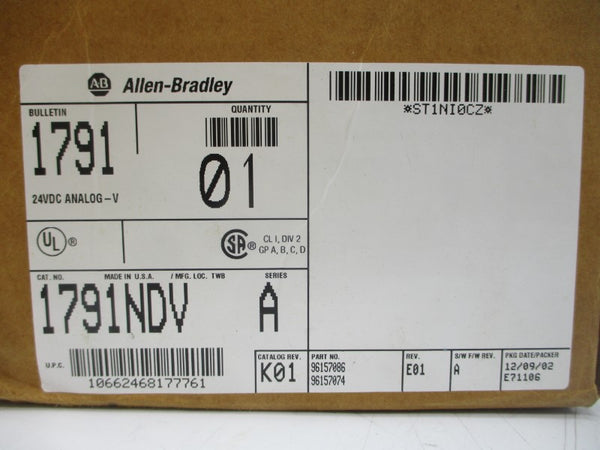 AB Allen-Bradley
BULLETIN
1791
24VDC ANALOG-V
QUANTITY
01
*ST1NI0CZ*
UL®
SA® CL I, DIV 2
GP A, B, C, D
CAT. NO. MADE IN U.S.A. / MFG. LOC. TWB SERIES
1791NDV A
U.P.C.
10662468177761
CATALOG REV.
K01
PART NO.
96157086
96157074
REV.
E01
S/W F/W REV.
A
PKG DATE/PACKER
12/09/02
E71106